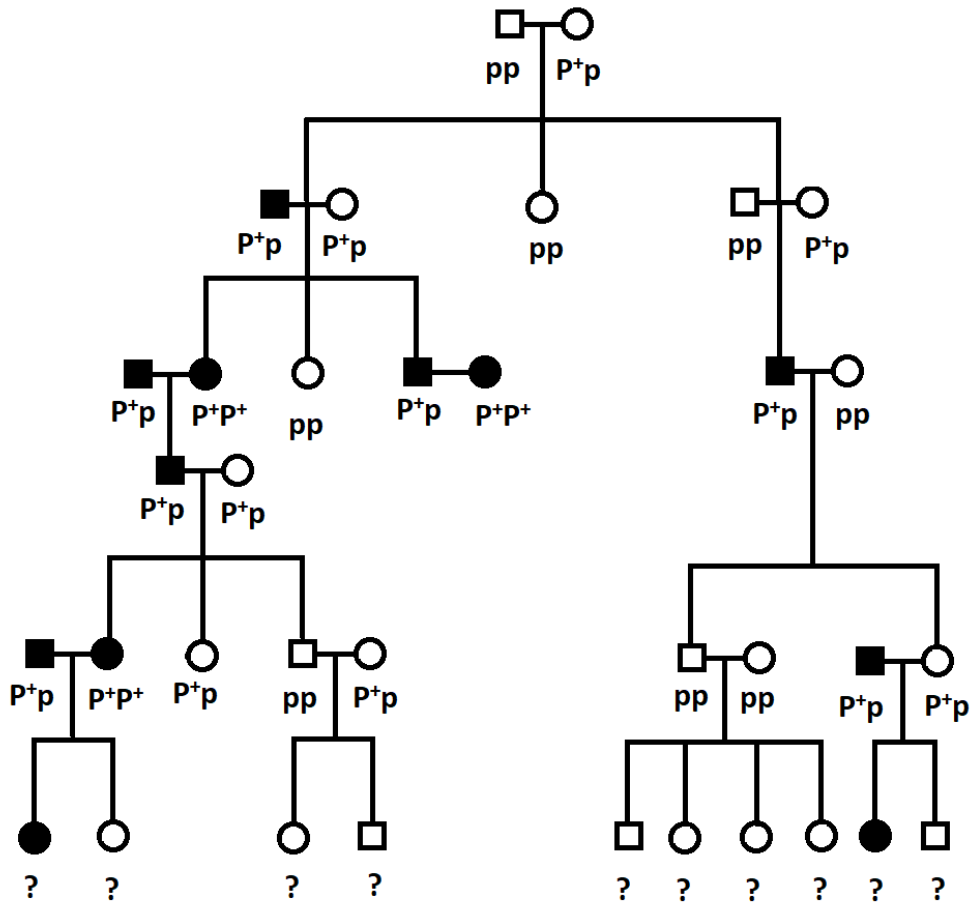 pp P⁺p
P⁺p P⁺p pp pp P⁺p
P⁺p P⁺P⁺ pp P⁺p P⁺P⁺ P⁺p pp
P⁺p P⁺p
P⁺p P⁺P⁺ P⁺p pp P⁺p pp pp P⁺p P⁺p
? ? ? ? ? ? ? ? ? ?